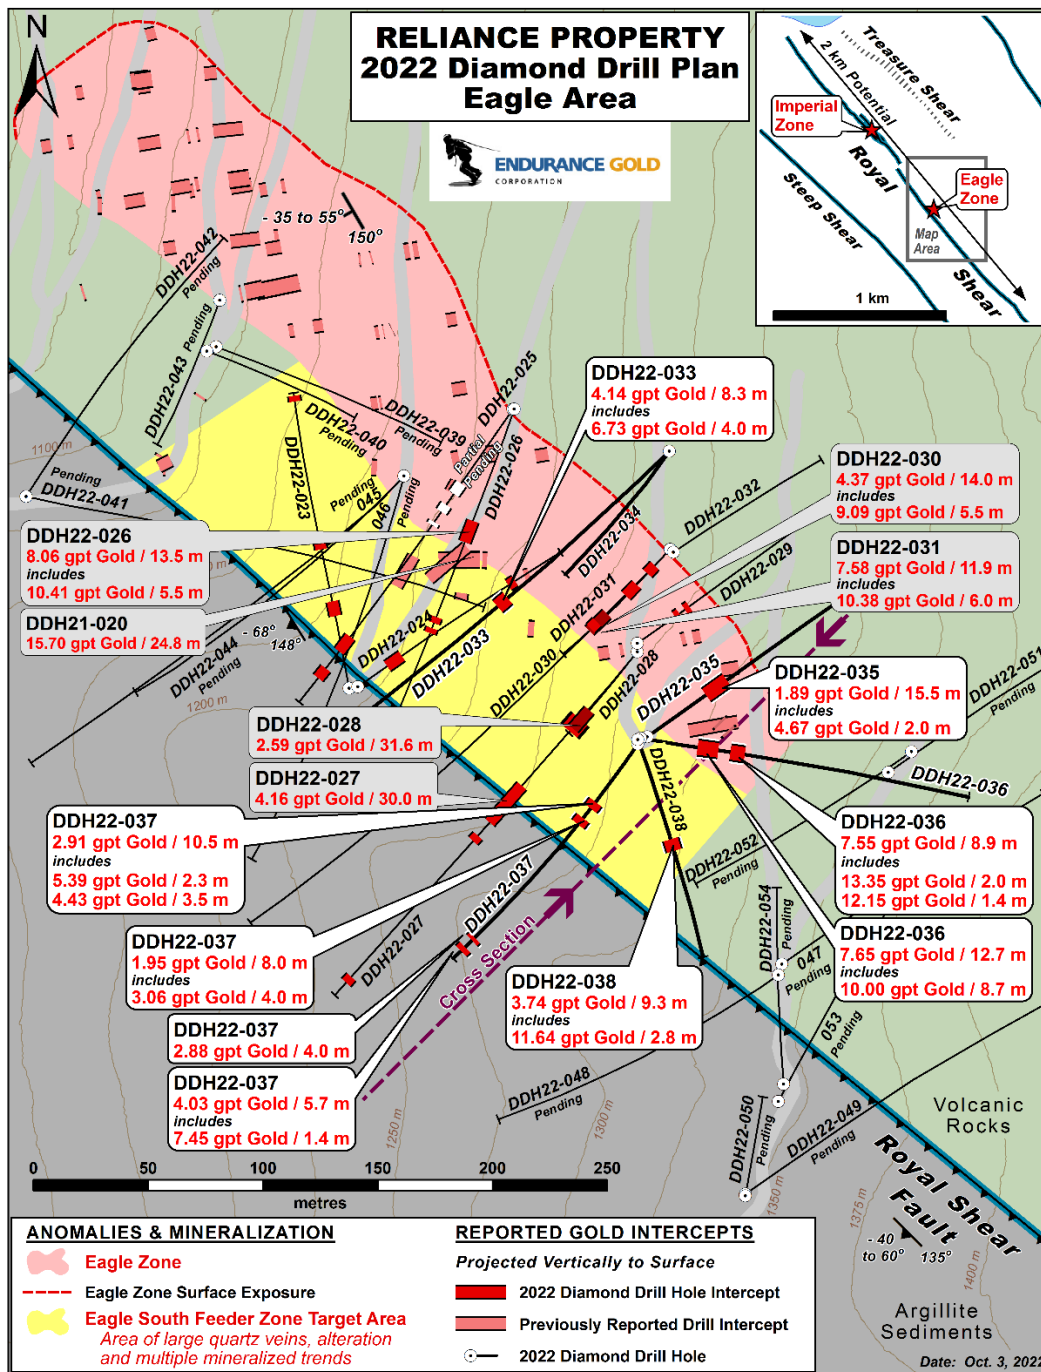 N
RELIANCE PROPERTY
2022 Diamond Drill Plan
Eagle Area
ENDURANCE GOLD
CORPORATION
2 km Potential
Treasure Shear
Imperial
Zone
Royal
Shear
Steep Shear
Eagle
Zone
Map
Area
1 km
- 35 to 55º
150º
DDH22-042
Pending
DDH22-043
Pending
DDH22-025
Partial
Pending
DDH22-026
DDH22-039
Pending
DDH22-040
Pending
DDH22-023
1100 m
Pending
DDH22-041
Pending
045
046
Pending
DDH22-033
4.14 gpt Gold / 8.3 m
includes
6.73 gpt Gold / 4.0 m
DDH22-030
4.37 gpt Gold / 14.0 m
includes
9.09 gpt Gold / 5.5 m
DDH22-032
DDH22-034
DDH22-029
DDH22-031
DDH22-026
8.06 gpt Gold / 13.5 m
includes
10.41 gpt Gold / 5.5 m
DDH21-020
15.70 gpt Gold / 24.8 m
DDH22-031
7.58 gpt Gold / 11.9 m
includes
10.38 gpt Gold / 6.0 m
- 68º
148º
DDH22-024
DDH22-033
DDH22-030
DDH22-028
DDH22-035
DDH22-044
Pending
1200 m
DDH22-051
Pending
DDH22-035
1.89 gpt Gold / 15.5 m
includes
4.67 gpt Gold / 2.0 m
DDH22-028
2.59 gpt Gold / 31.6 m
DDH22-027
4.16 gpt Gold / 30.0 m
DDH22-036
DDH22-038
DDH22-037
2.91 gpt Gold / 10.5 m
includes
5.39 gpt Gold / 2.3 m
4.43 gpt Gold / 3.5 m
DDH22-036
7.55 gpt Gold / 8.9 m
includes
13.35 gpt Gold / 2.0 m
12.15 gpt Gold / 1.4 m
DDH22-052
Pending
DDH22-037
DDH22-054
Pending
DDH22-027
Cross Section
DDH22-037
1.95 gpt Gold / 8.0 m
includes
3.06 gpt Gold / 4.0 m
DDH22-036
7.65 gpt Gold / 12.7 m
includes
10.00 gpt Gold / 8.7 m
047
Pending
DDH22-038
3.74 gpt Gold / 9.3 m
includes
11.64 gpt Gold / 2.8 m
DDH22-037
2.88 gpt Gold / 4.0 m
053
Pending
DDH22-037
4.03 gpt Gold / 5.7 m
includes
7.45 gpt Gold / 1.4 m
DDH22-048
Pending
1250 m
1300 m
DDH22-050
Pending
DDH22-049
Pending
Volcanic
Rocks
Royal Shear
Fault
0 50 100 150 200 250
metres
1350 m
1375 m
1400 m
- 40
to 60º
135º
Argillite
Sediments
ANOMALIES & MINERALIZATION
Eagle Zone
Eagle Zone Surface Exposure
Eagle South Feeder Zone Target Area
Area of large quartz veins, alteration
and multiple mineralized trends
REPORTED GOLD INTERCEPTS
Projected Vertically to Surface
2022 Diamond Drill Hole Intercept
Previously Reported Drill Intercept
2022 Diamond Drill Hole
Date: Oct. 3, 2022